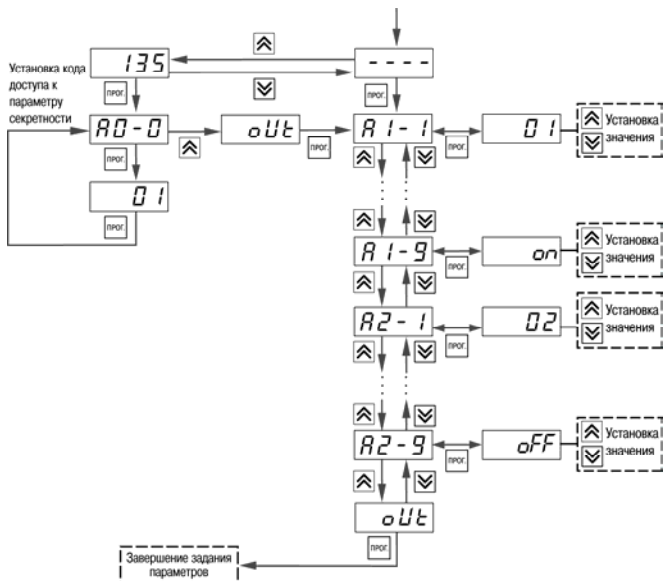 135
- - - -
Установка кода
доступа к
параметру
секретности
ПРОГ.
ПРОГ.
A0-0
oUt
ПРОГ.
A1-1
ПРОГ.
01
Установка
значения
ПРОГ.
01
ПРОГ.
A1-9
ПРОГ.
on
Установка
значения
A2-1
ПРОГ.
02
Установка
значения
A2-9
ПРОГ.
oFF
Установка
значения
oUt
ПРОГ.
Завершение задания
параметров